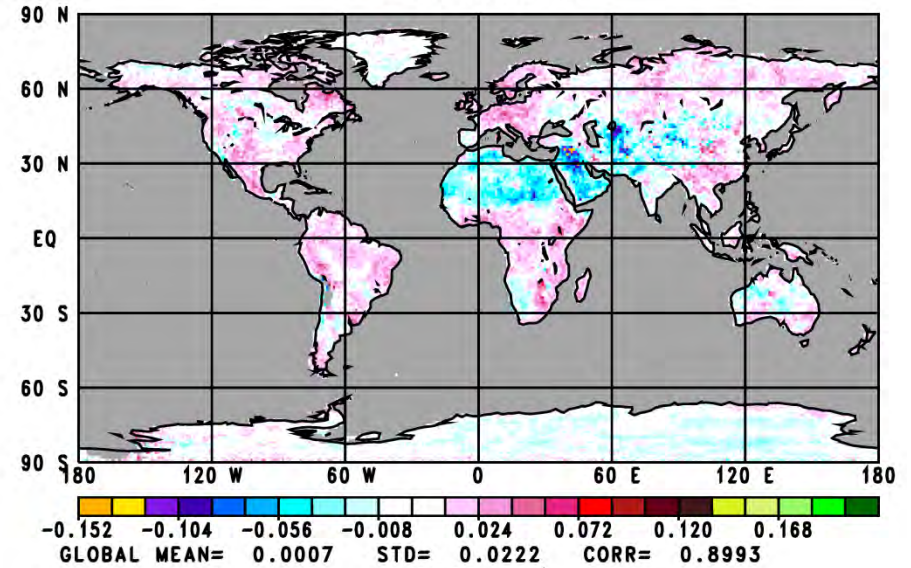 90 N
60 N
30 N
EQ
30 S
60 S
90 S
180 120 W 60 W 0 60 E 120 E 180
-0.152 -0.104 -0.056 -0.008 0.024 0.072 0.120 0.168
GLOBAL MEAN= 0.0007 STD= 0.0222 CORR= 0.8993